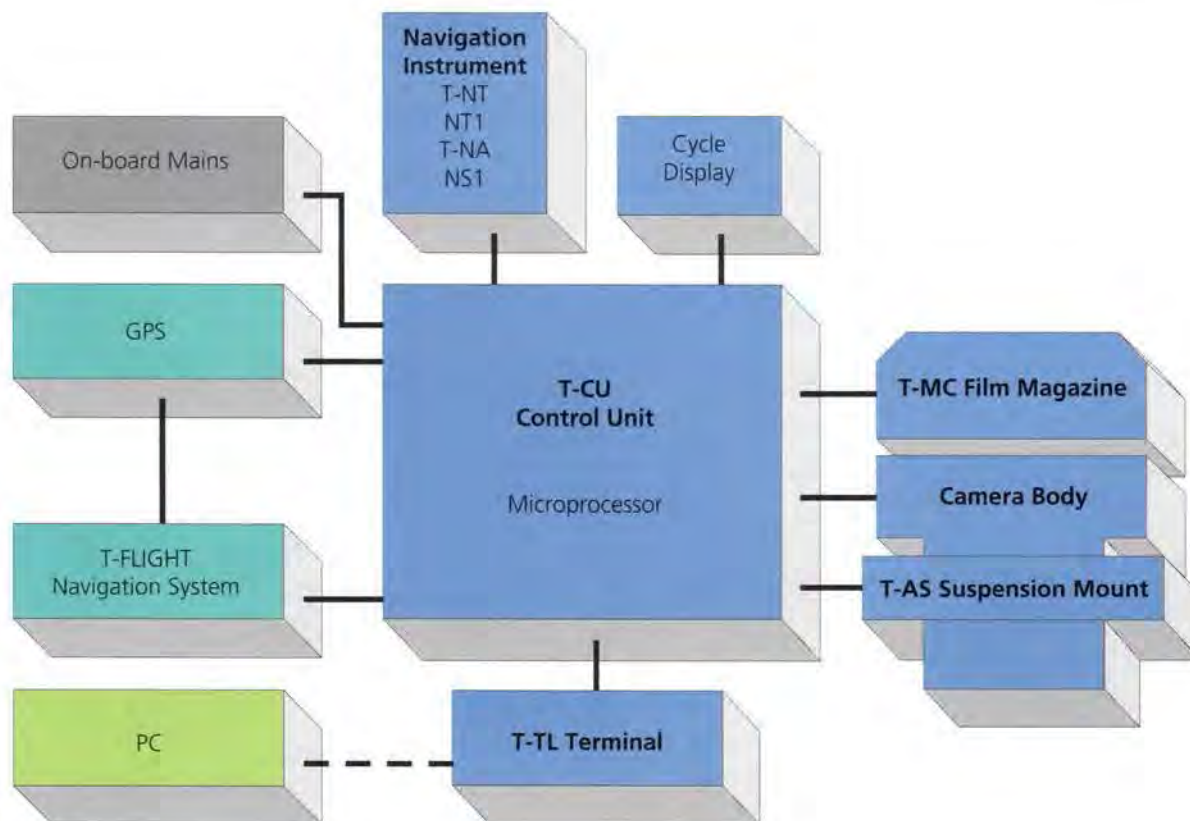 Navigation
Instrument
T-NT
NT1
T-NA
NS1
On-board Mains
Cycle
Display
GPS
T-CU
Control Unit
Microprocessor
T-MC Film Magazine
Camera Body
T-AS Suspension Mount
T-FLIGHT
Navigation System
PC
T-TL Terminal